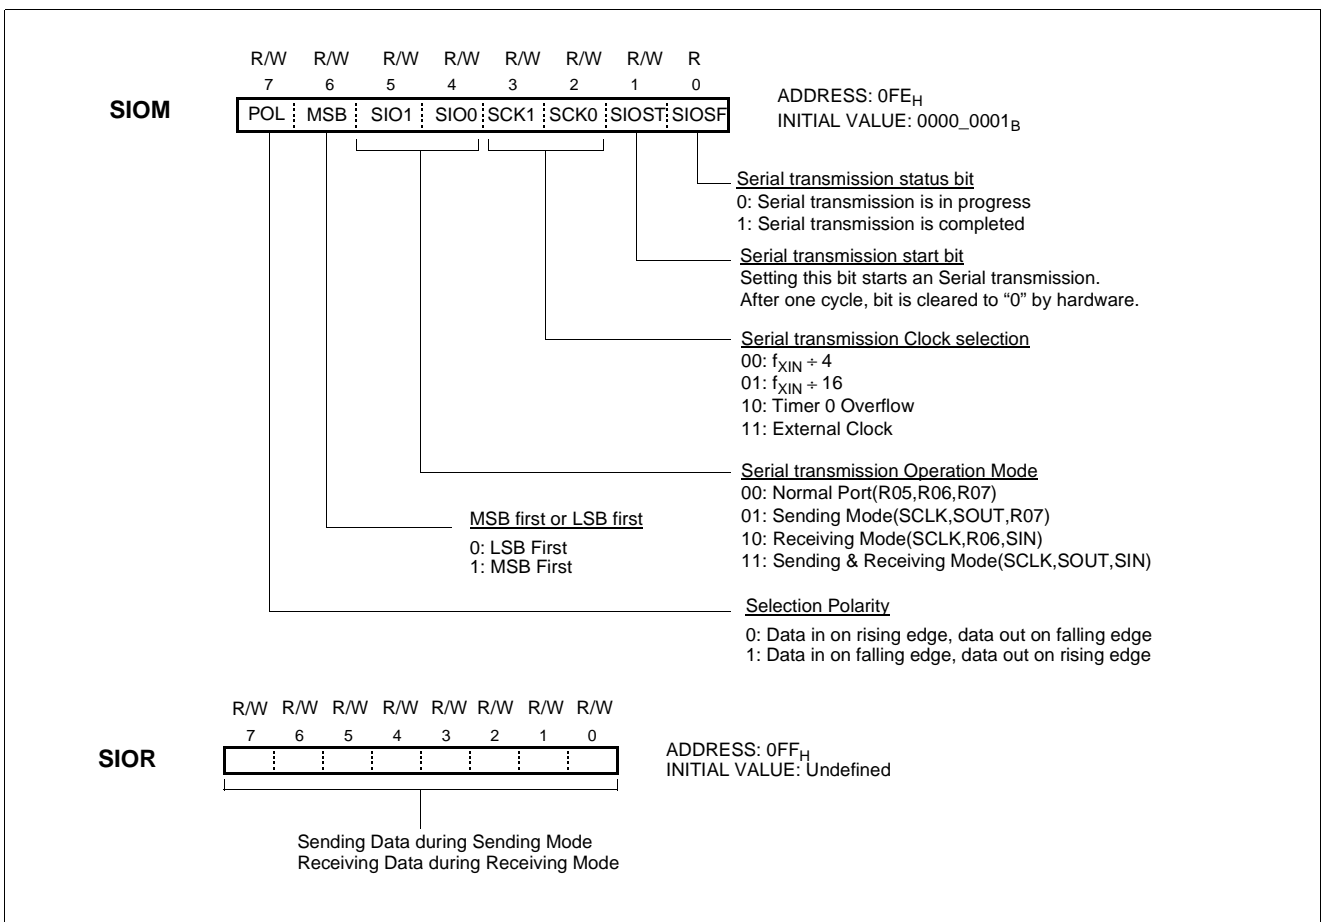 R/W R/W R/W R/W R/W R/W R/W R
7 6 5 4 3 2 1 0
SIOM
POL MSB SIO1 SIO0 SCK1 SCK0 SIOST SIOSF
ADDRESS: 0FEH
INITIAL VALUE: 0000_0001B
Serial transmission status bit
0: Serial transmission is in progress
1: Serial transmission is completed
Serial transmission start bit
Setting this bit starts an Serial transmission.
After one cycle, bit is cleared to “0” by hardware.
Serial transmission Clock selection
00: fXIN ÷ 4
01: fXIN ÷ 16
10: Timer 0 Overflow
11: External Clock
Serial transmission Operation Mode
00: Normal Port(R05,R06,R07)
01: Sending Mode(SCLK,SOUT,R07)
10: Receiving Mode(SCLK,R06,SIN)
11: Sending & Receiving Mode(SCLK,SOUT,SIN)
MSB first or LSB first
0: LSB First
1: MSB First
Selection Polarity
0: Data in on rising edge, data out on falling edge
1: Data in on falling edge, data out on rising edge
R/W R/W R/W R/W R/W R/W R/W R/W
7 6 5 4 3 2 1 0
SIOR
ADDRESS: 0FFH
INITIAL VALUE: Undefined
Sending Data during Sending Mode
Receiving Data during Receiving Mode